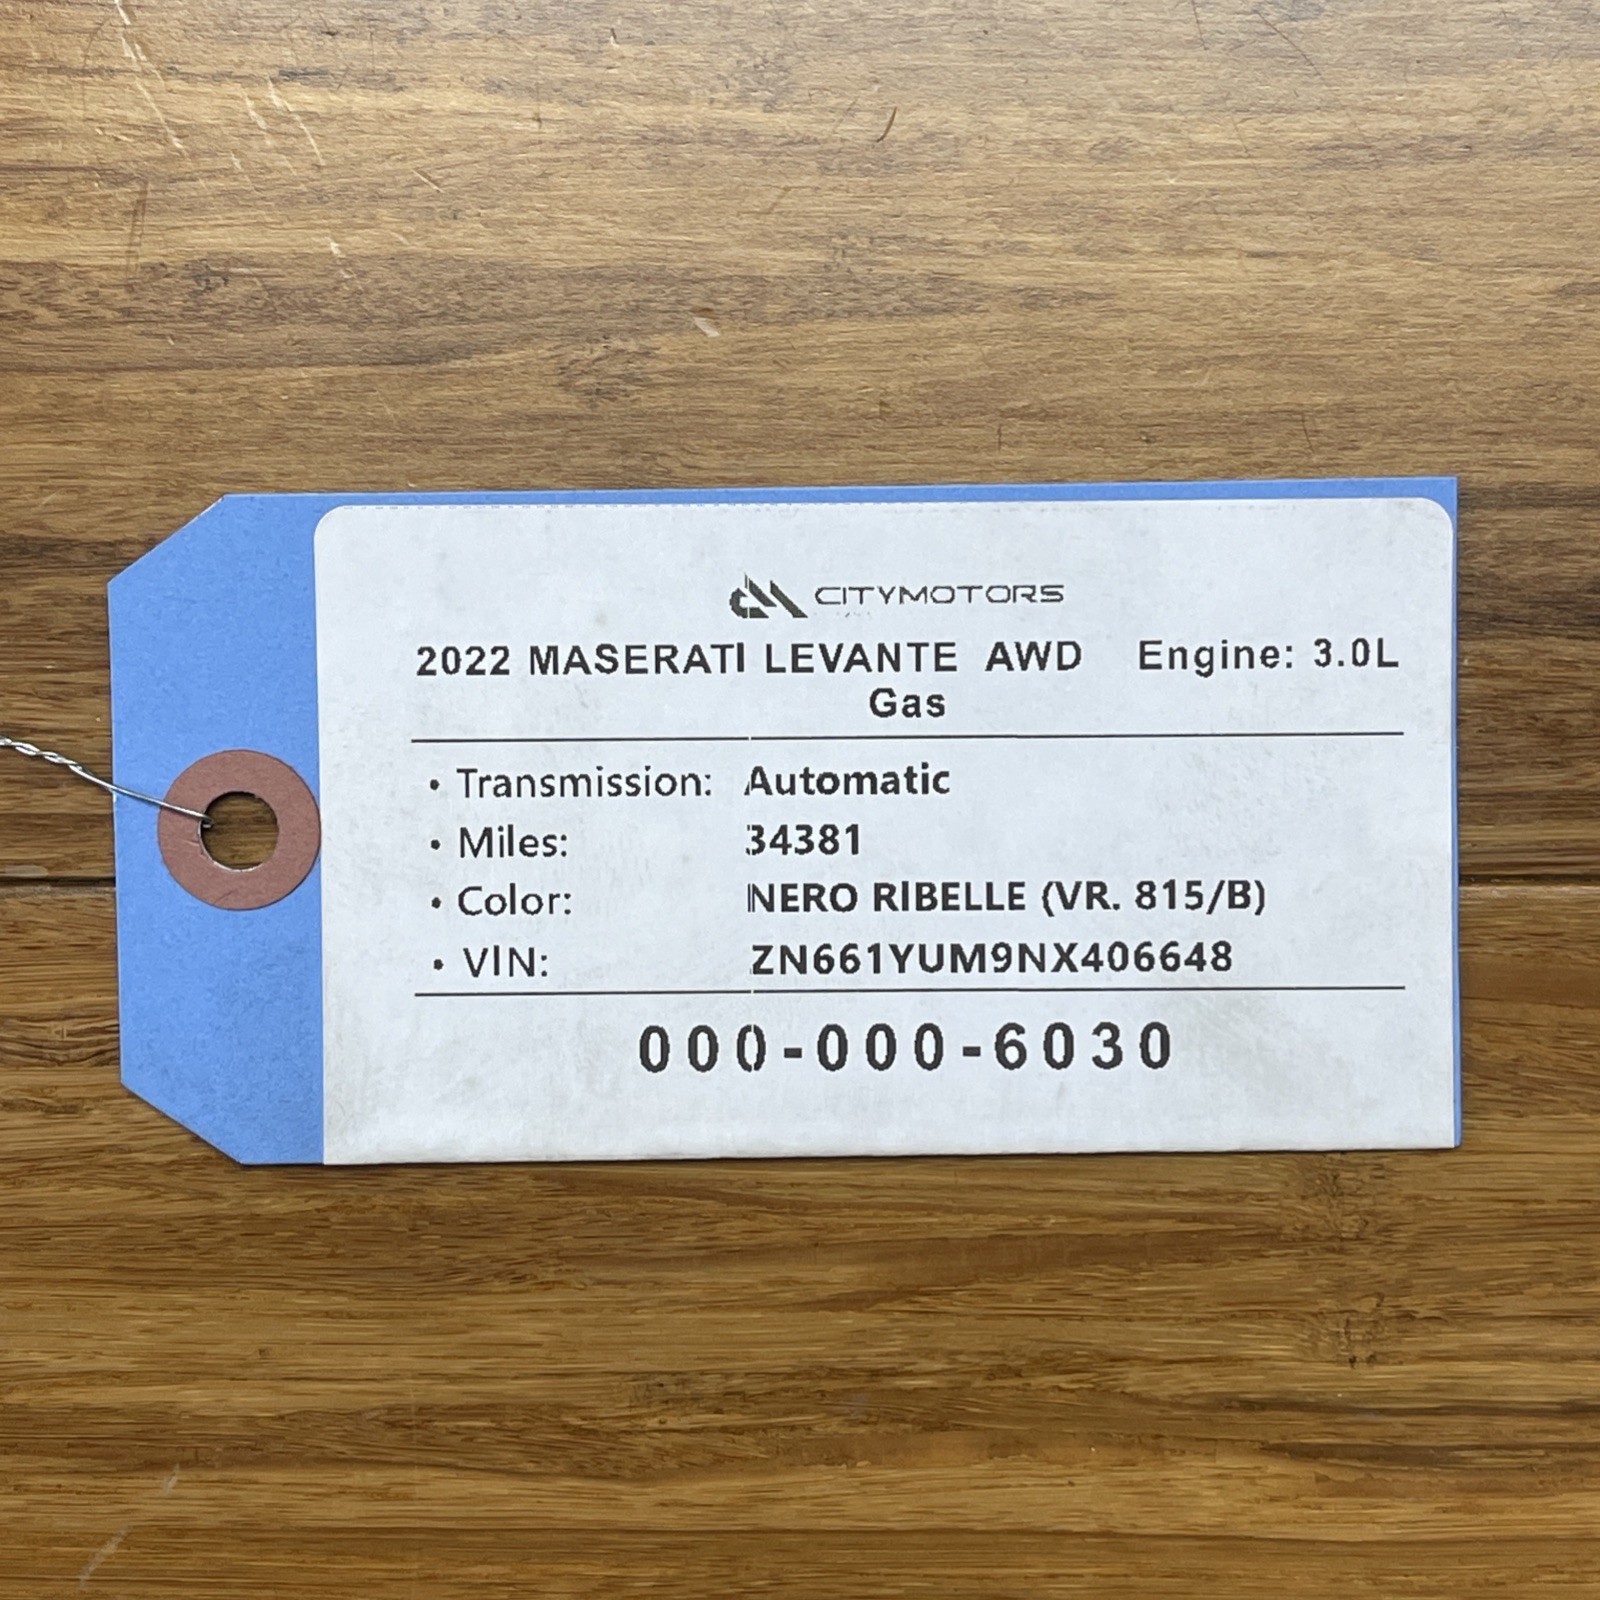 CITYMOTORS
2022 MASERATI LEVANTE AWD Engine: 3.0L
Gas
• Transmission: Automatic
• Miles: 34381
• Color: NERO RIBELLE (VR. 815/B)
• VIN: ZN661YUM9NX406648
000-000-6030